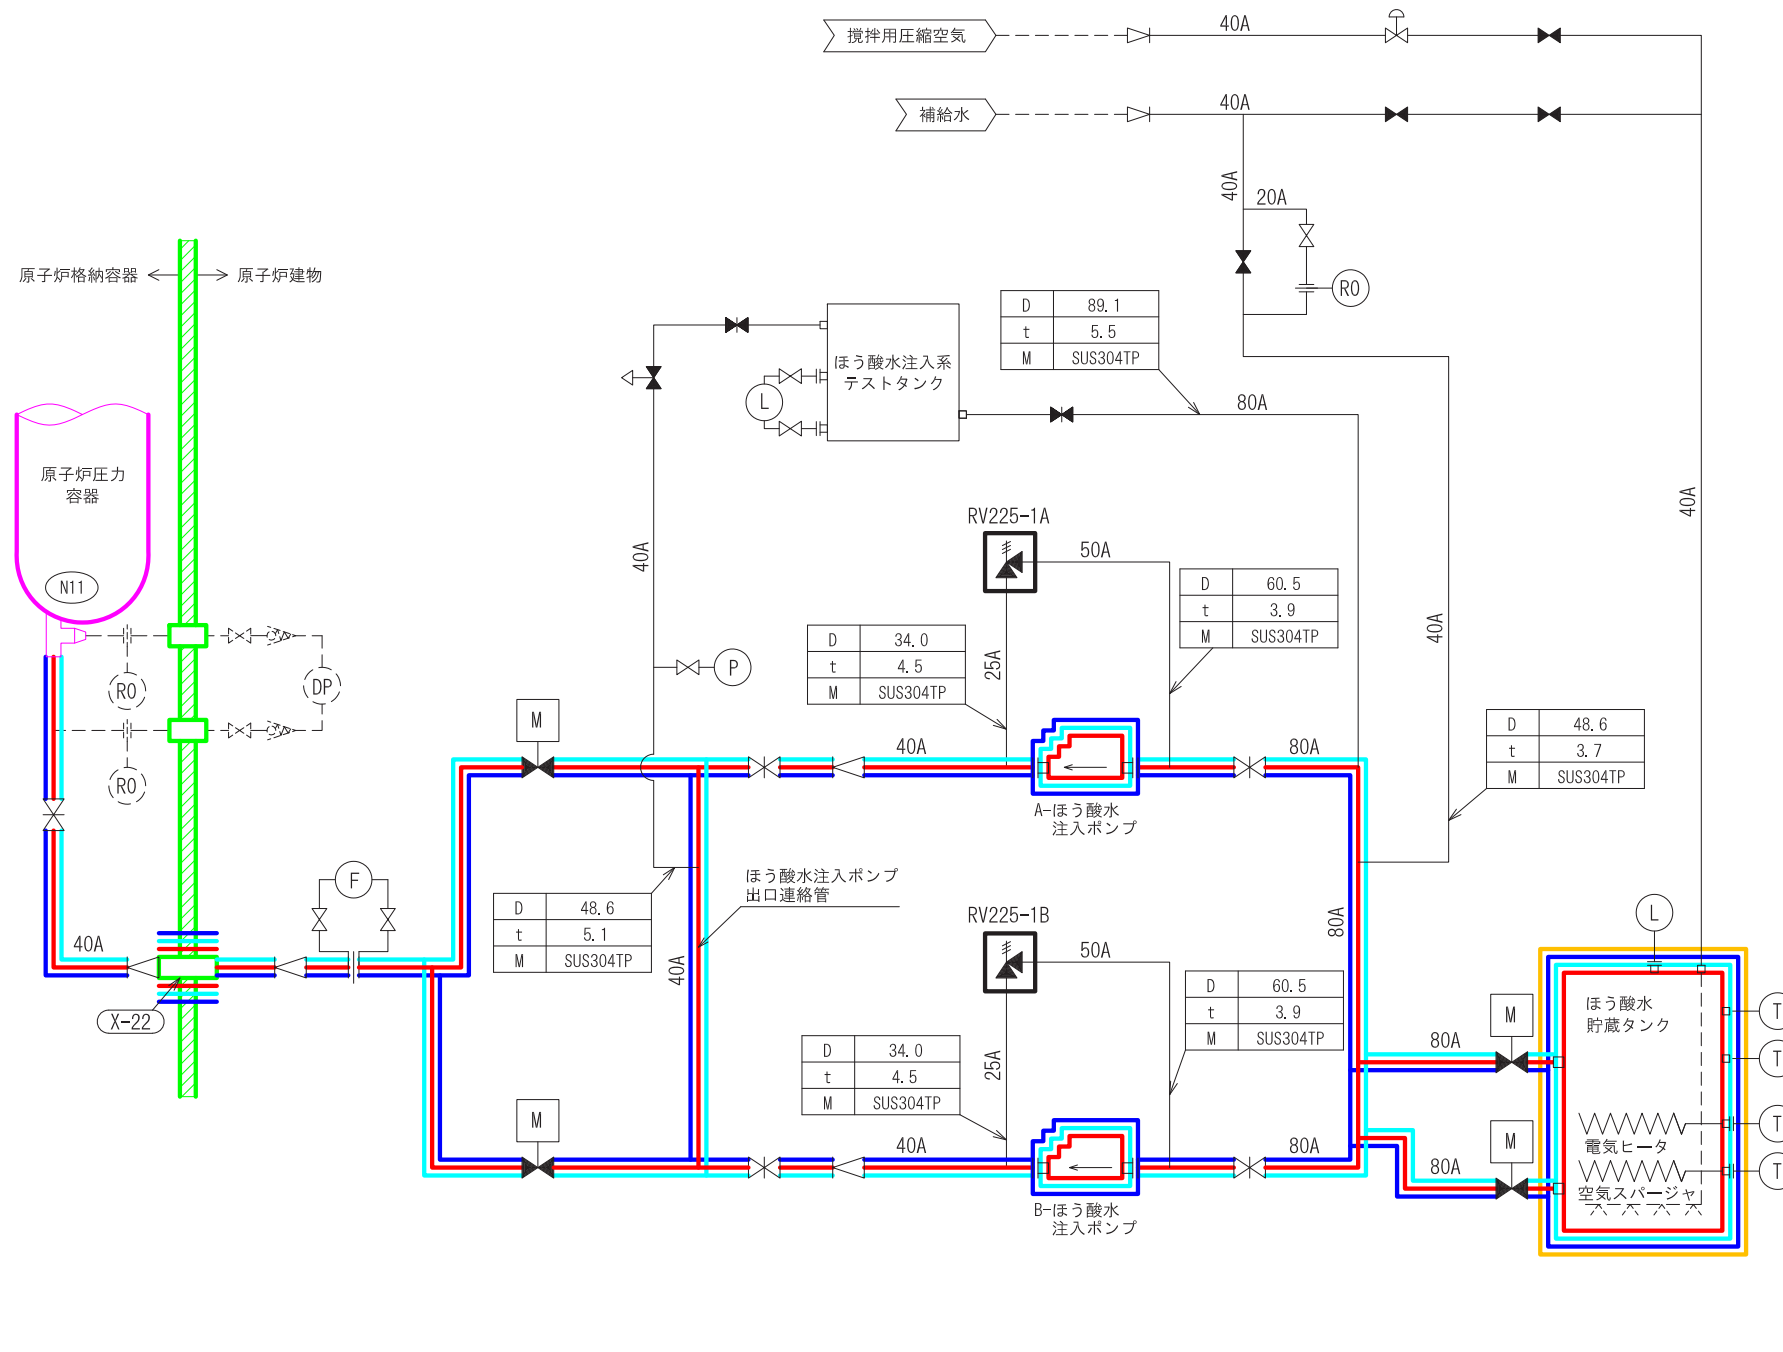 撹拌用圧縮空気
40A
補給水
40A
40A
20A
RO
原子炉格納容器
原子炉建物
D 89.1
t 5.5
M SUS304TP
ほう酸水注入系
テストタンク
L
80A
原子炉圧力
容器
N11
40A
RV225-1A
50A
40A
D 60.5
t 3.9
M SUS304TP
D 34.0
t 4.5
M SUS304TP
25A
40A
P
RO
DP
RO
M
40A
80A
D 48.6
t 3.7
M SUS304TP
A-ほう酸水
注入ポンプ
F
ほう酸水注入ポンプ
出口連絡管
D 48.6
t 5.1
M SUS304TP
40A
RV225-1B
50A
80A
L
40A
X-22
D 60.5
t 3.9
M SUS304TP
ほう酸水
貯蔵タンク
T
M
80A
T
D 34.0
t 4.5
M SUS304TP
25A
M
40A
80A
M
80A
電気ヒータ
T
空気スパージャ
T
B-ほう酸水
注入ポンプ